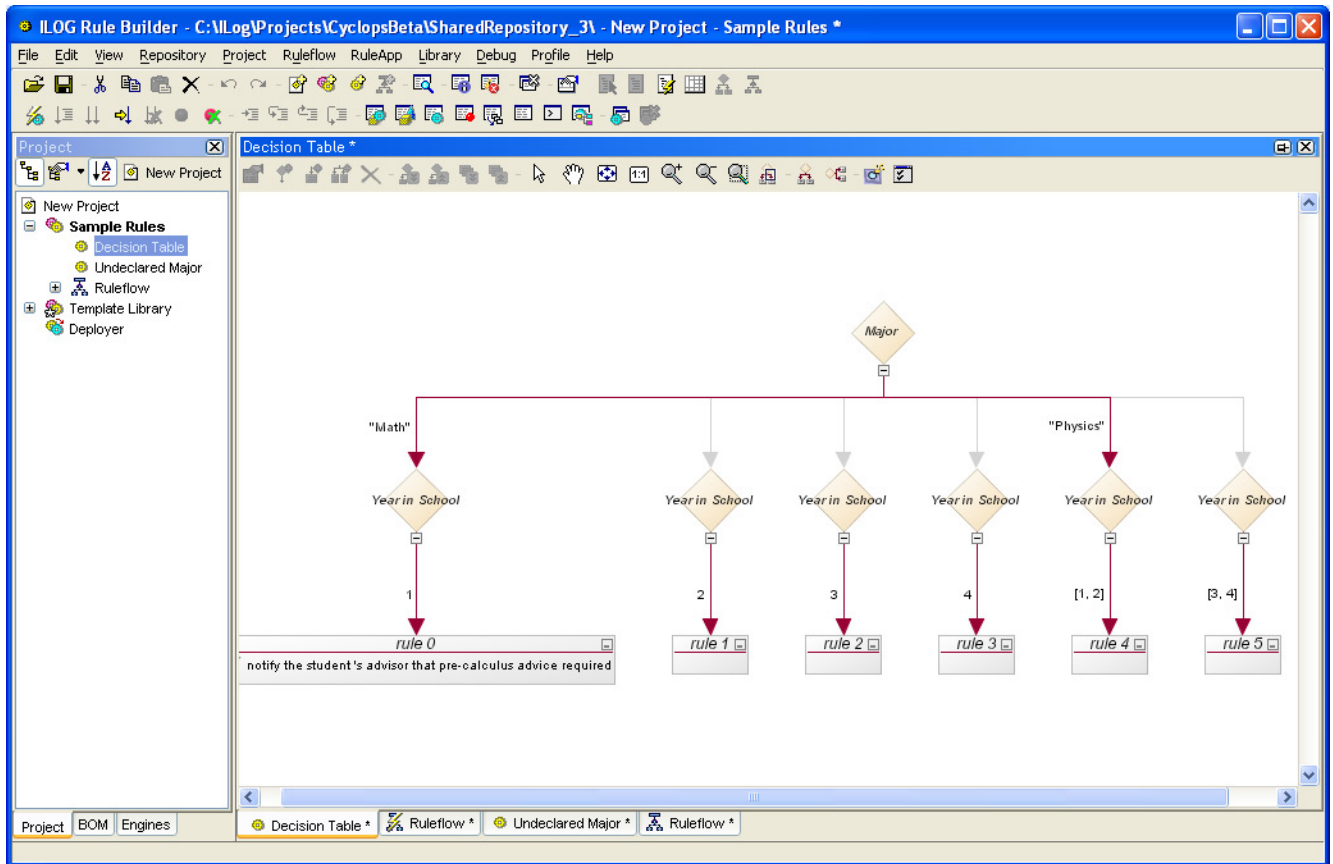 ILOG Rule Builder - C:\ILog\Projects\CyclopsBeta\SharedRepository_3\ - New Project - Sample Rules *
File Edit View Repository Project Ruleflow RuleApp Library Debug Profile Help
Project
Decision Table *
New Project
1:1
New Project
Sample Rules
Decision Table
Undeclared Major
Ruleflow
Template Library
Deployer
Major
"Math" "Physics"
Year in School Year in School Year in School Year in School Year in School Year in School
1 2 3 4 [1, 2] [3, 4]
rule 0 rule 1 rule 2 rule 3 rule 4 rule 5
notify the student's advisor that pre-calculus advice required
Project BOM Engines
Decision Table * Ruleflow * Undeclared Major * Ruleflow *